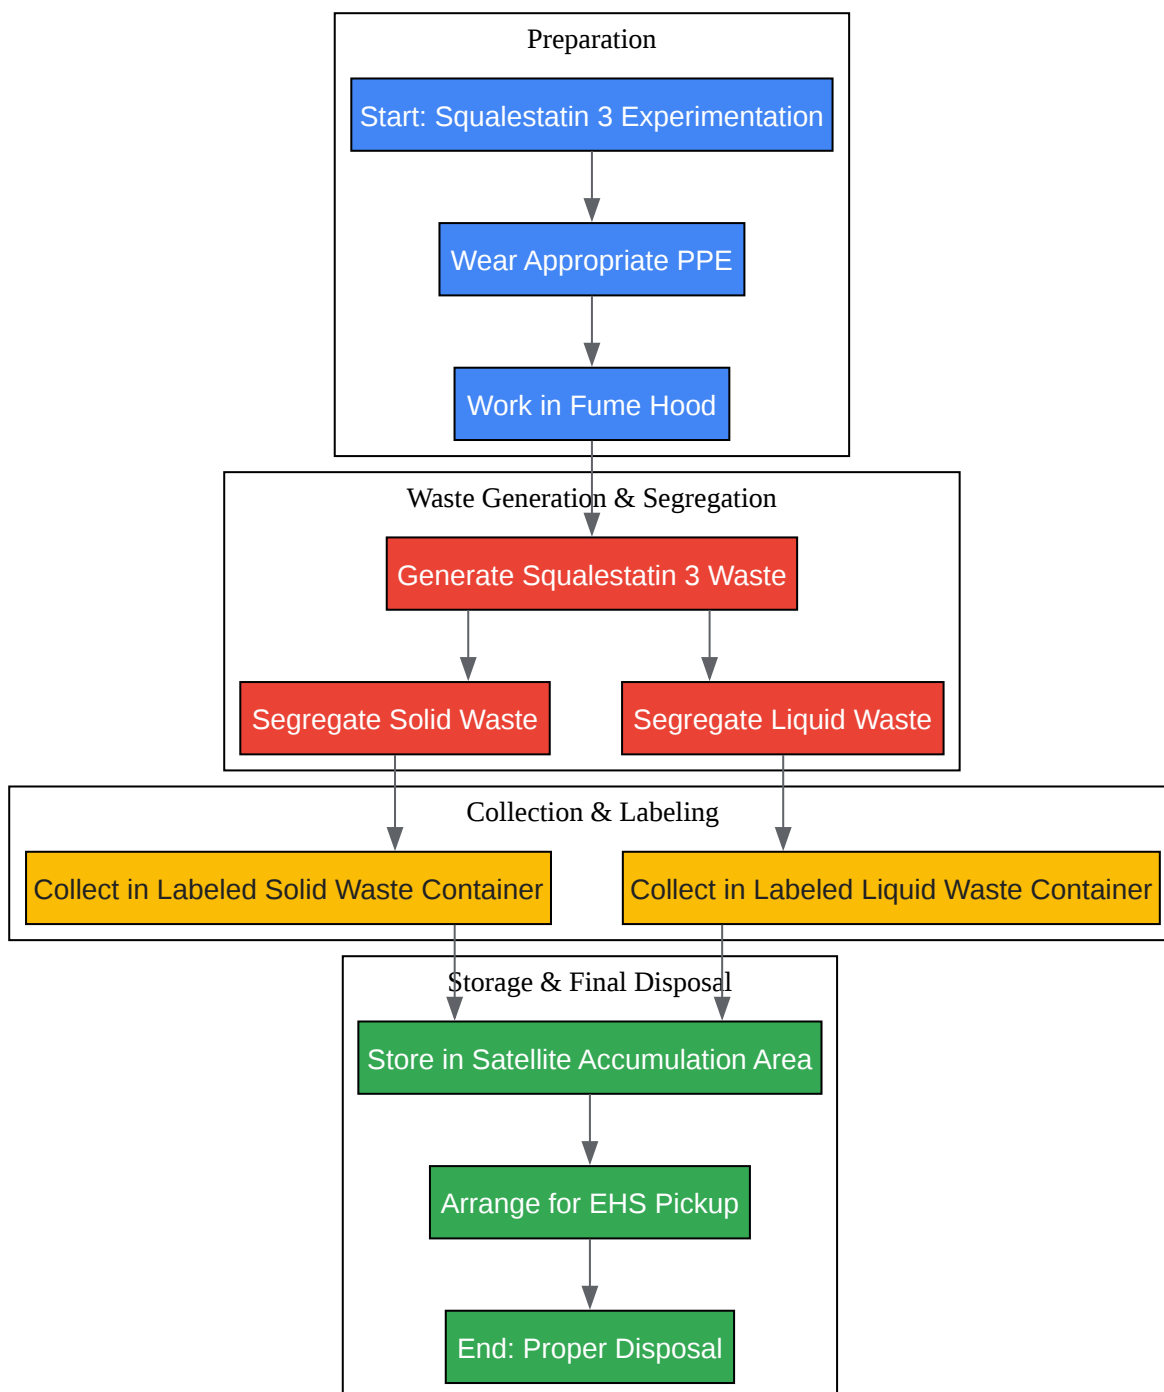 Preparation
Start: Squalestatin 3 Experimentation
Wear Appropriate PPE
Work in Fume Hood
Waste Generation & Segregation
Generate Squalestatin 3 Waste
Segregate Solid Waste
Segregate Liquid Waste
Collection & Labeling
Collect in Labeled Solid Waste Container
Collect in Labeled Liquid Waste Container
Storage & Final Disposal
Store in Satellite Accumulation Area
Arrange for EHS Pickup
End: Proper Disposal